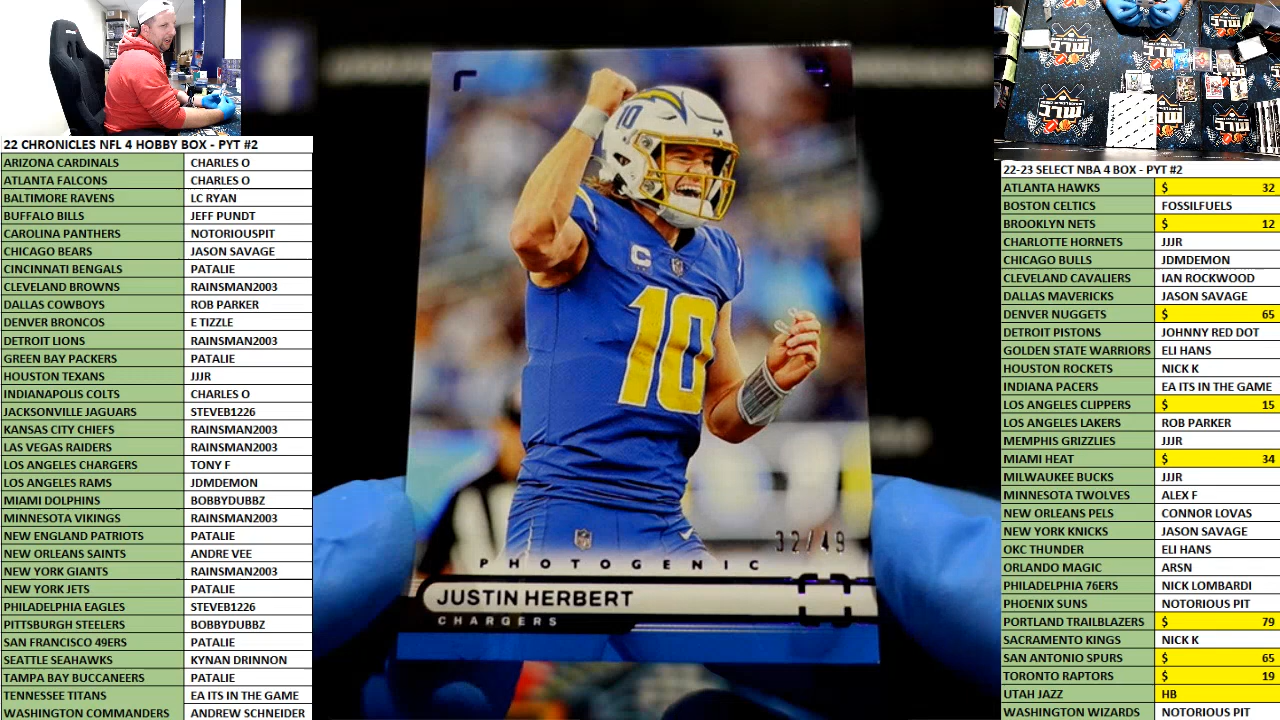 22 CHRONICLES NFL 4 HOBBY BOX - PYT #2
ARIZONA CARDINALS CHARLES O
ATLANTA FALCONS CHARLES O
BALTIMORE RAVENS LC RYAN
BUFFALO BILLS JEFF PUNDT
CAROLINA PANTHERS NOTORIOUSPIT
CHICAGO BEARS JASON SAVAGE
CINCINNATI BENGALS PATALIE
CLEVELAND BROWNS RAINSMAN2003
DALLAS COWBOYS ROB PARKER
DENVER BRONCOS E TIZZLE
DETROIT LIONS RAINSMAN2003
GREEN BAY PACKERS PATALIE
HOUSTON TEXANS JJJR
INDIANAPOLIS COLTS CHARLES O
JACKSONVILLE JAGUARS STEVEB1226
KANSAS CITY CHIEFS RAINSMAN2003
LAS VEGAS RAIDERS RAINSMAN2003
LOS ANGELES CHARGERS TONY F
LOS ANGELES RAMS JDMDEMON
MIAMI DOLPHINS BOBBYDUBBZ
MINNESOTA VIKINGS RAINSMAN2003
NEW ENGLAND PATRIOTS PATALIE
NEW ORLEANS SAINTS ANDRE VEE
NEW YORK GIANTS RAINSMAN2003
NEW YORK JETS PATALIE
PHILADELPHIA EAGLES STEVEB1226
PITTSBURGH STEELERS BOBBYDUBBZ
SAN FRANCISCO 49ERS PATALIE
SEATTLE SEAHAWKS KYNAN DRINNON
TAMPA BAY BUCCANEERS PATALIE
TENNESSEE TITANS EA ITS IN THE GAME
WASHINGTON COMMANDERS ANDREW SCHNEIDER
10
C
10
32/49
PHOTOGENIC
JUSTIN HERBERT
CHARGERS
22-23 SELECT NBA 4 BOX - PYT #2
ATLANTA HAWKS $ 32
BOSTON CELTICS FOSSILFUELS
BROOKLYN NETS $ 12
CHARLOTTE HORNETS JJJR
CHICAGO BULLS JDMDEMON
CLEVELAND CAVALIERS IAN ROCKWOOD
DALLAS MAVERICKS JASON SAVAGE
DENVER NUGGETS $ 65
DETROIT PISTONS JOHNNY RED DOT
GOLDEN STATE WARRIORS ELI HANS
HOUSTON ROCKETS NICK K
INDIANA PACERS EA ITS IN THE GAME
LOS ANGELES CLIPPERS $ 15
LOS ANGELES LAKERS ROB PARKER
MEMPHIS GRIZZLIES JJJR
MIAMI HEAT $ 34
MILWAUKEE BUCKS JJJR
MINNESOTA TWOLVES ALEX F
NEW ORLEANS PELS CONNOR LOVAS
NEW YORK KNICKS JASON SAVAGE
OKC THUNDER ELI HANS
ORLANDO MAGIC ARSN
PHILADELPHIA 76ERS NICK LOMBARDI
PHOENIX SUNS NOTORIOUS PIT
PORTLAND TRAILBLAZERS $ 79
SACRAMENTO KINGS NICK K
SAN ANTONIO SPURS $ 65
TORONTO RAPTORS $ 19
UTAH JAZZ HB
WASHINGTON WIZARDS NOTORIOUS PIT